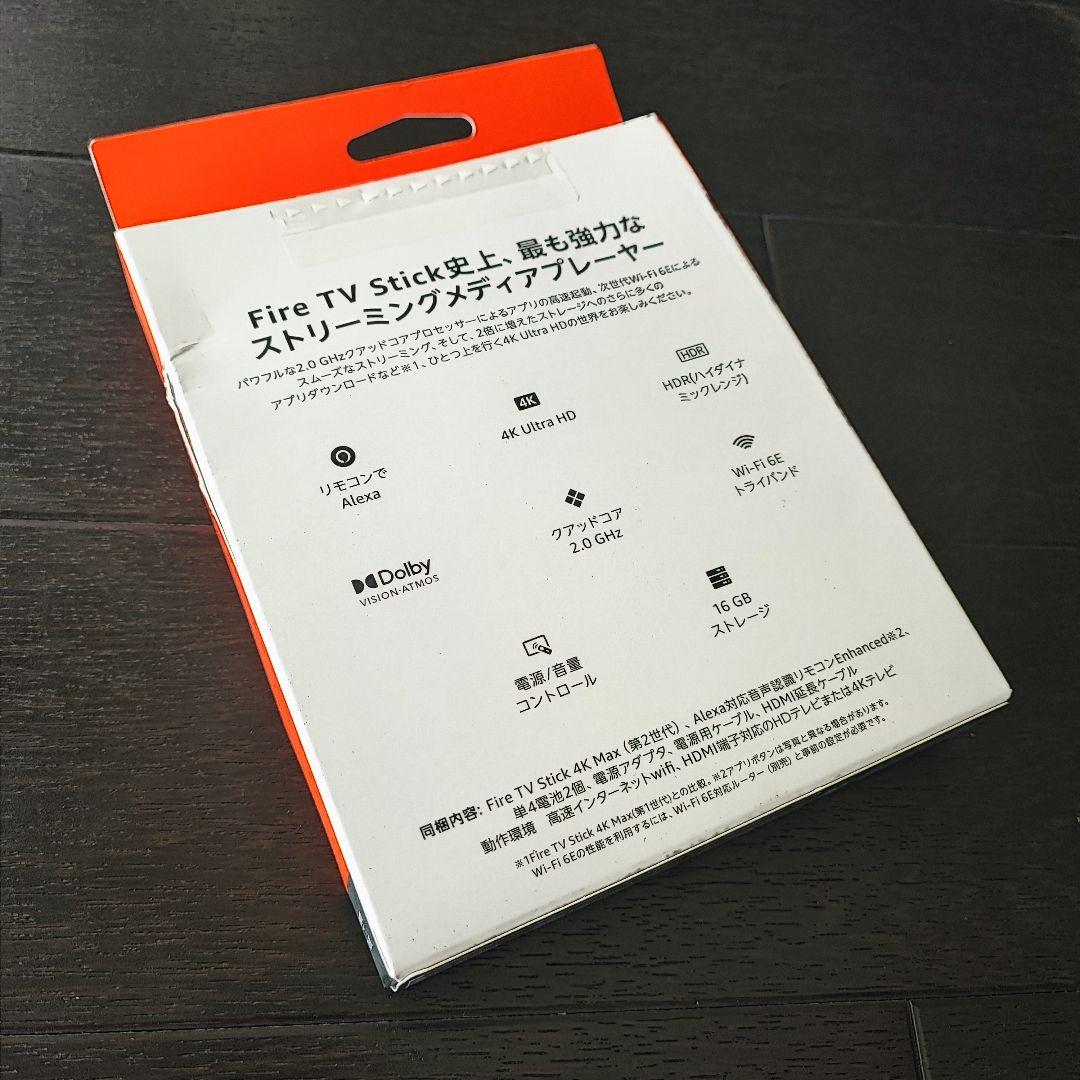 Fire TV Stick史上、最も強力な
ストリーミングメディアプレーヤー
パワフルな2.0 GHzクアッドコアプロセッサーによるアプリの高速起動、次世代Wi-Fi 6Eによる
スムーズなストリーミング、そして、2倍に増えたストレージへのさらに多くの
アプリダウンロードなど※1、ひとつ上を行く4K Ultra HDの世界をお楽しみください。
リモコンで
Alexa
4K
4K Ultra HD
HDR
HDR(ハイダイナ
ミックレンジ)
Dolby
VISION·ATMOS
クアッドコア
2.0 GHz
Wi-Fi 6E
トライバンド
電源/音量
コントロール
16 GB
ストレージ
同梱内容: Fire TV Stick 4K Max（第2世代）、Alexa対応音声認識リモコンEnhanced※2、
単4電池2個、電源アダプタ、電源用ケーブル、HDMI延長ケーブル
動作環境 高速インターネットwifi、HDMI端子対応のHDテレビまたは4Kテレビ
※1Fire TV Stick 4K Max(第1世代)との比較。※2アプリボタンは写真と異なる場合があります。
Wi-Fi 6Eの性能を利用するには、Wi-Fi 6E対応ルーター（別売）と事前の設定が必要です。